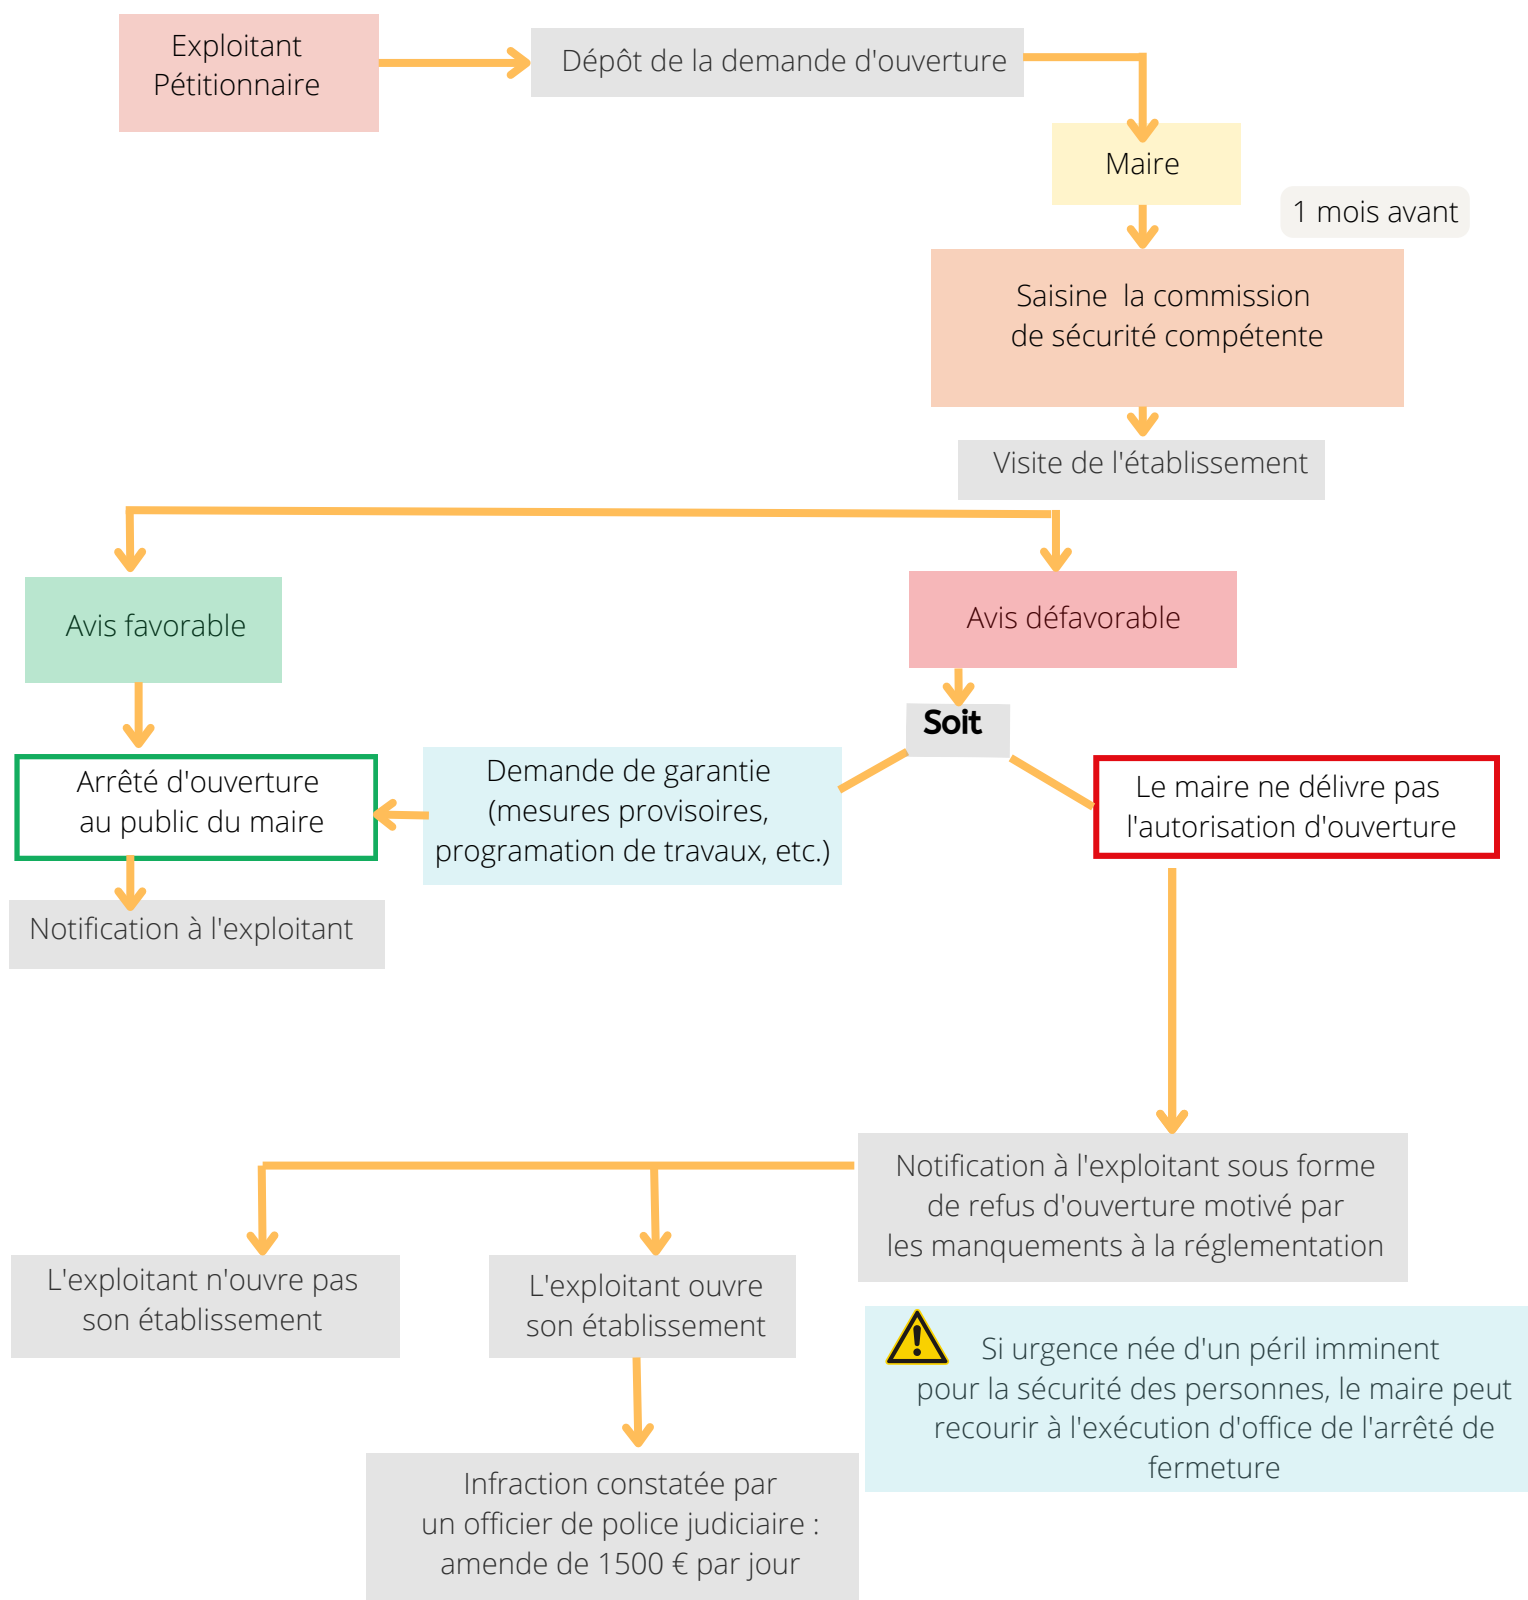 Exploitant
Pétitionnaire
Dépôt de la demande d'ouverture
Maire
1 mois avant
Saisine la commission
de sécurité compétente
Visite de l'établissement
Avis favorable
Avis défavorable
Soit
Arrêté d'ouverture
au public du maire
Demande de garantie
(mesures provisoires,
programation de travaux, etc.)
Le maire ne délivre pas
l'autorisation d'ouverture
Notification à l'exploitant
Notification à l'exploitant sous forme
de refus d'ouverture motivé par
les manquements à la réglementation
L'exploitant n'ouvre pas
son établissement
L'exploitant ouvre
son établissement
Si urgence née d'un péril imminent
pour la sécurité des personnes, le maire peut
recourir à l'exécution d'office de l'arrêté de
fermeture
Infraction constatée par
un officier de police judiciaire :
amende de 1500 € par jour